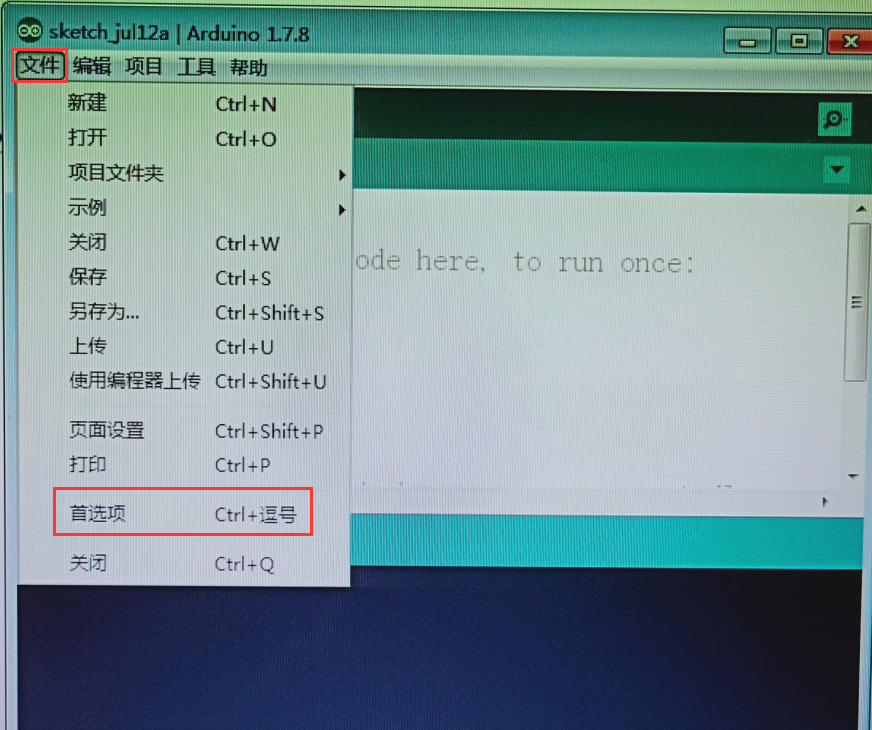 sketch_jul12a | Arduino 1.7.8
文件 编辑 项目 工具 帮助
新建 Ctrl+N
打开 Ctrl+O
项目文件夹
示例
关闭 Ctrl+W
ode here, to run once:
保存 Ctrl+S
另存为... Ctrl+Shift+S
上传 Ctrl+U
使用编程器上传 Ctrl+Shift+U
页面设置 Ctrl+Shift+P
打印 Ctrl+P
首选项 Ctrl+逗号
关闭 Ctrl+Q